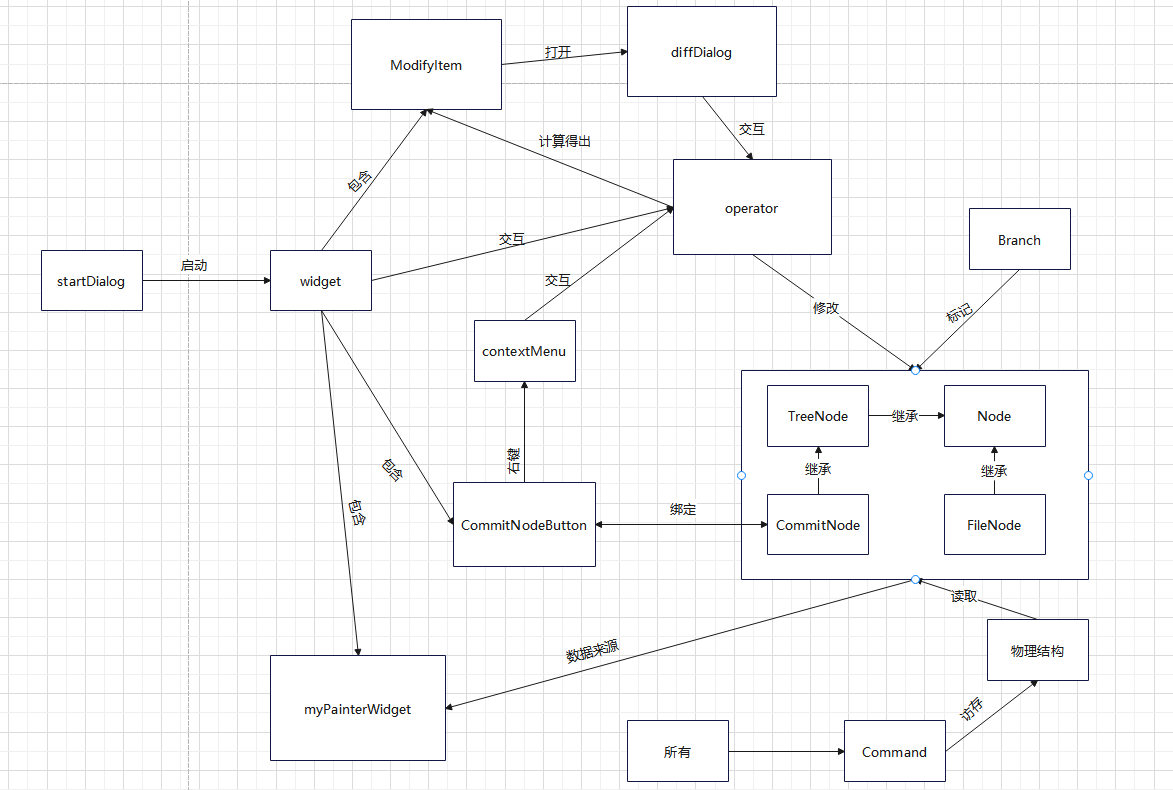 ModifyItem
打开
diffDialog
交互
计算得出
包含
operator
Branch
交互
startDialog
启动
widget
交互
修改
标记
contextMenu
TreeNode
继承
Node
右键
包含
继承
继承
包含
CommitNodeButton
绑定
CommitNode
FileNode
读取
数据来源
物理结构
myPainterWidget
访存
所有
Command